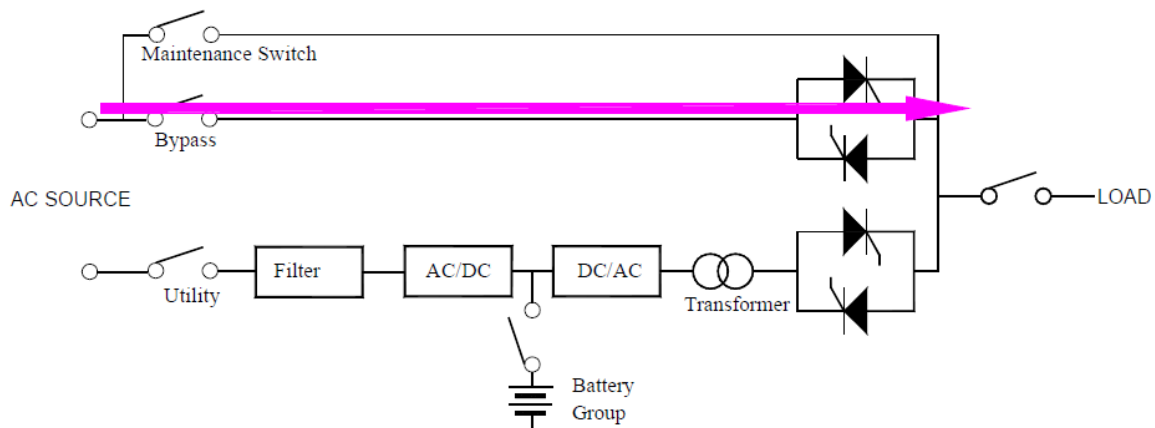 Maintenance Switch
Bypass
AC SOURCE
LOAD
Filter
AC/DC
DC/AC
Utility
Transformer
Battery
Group